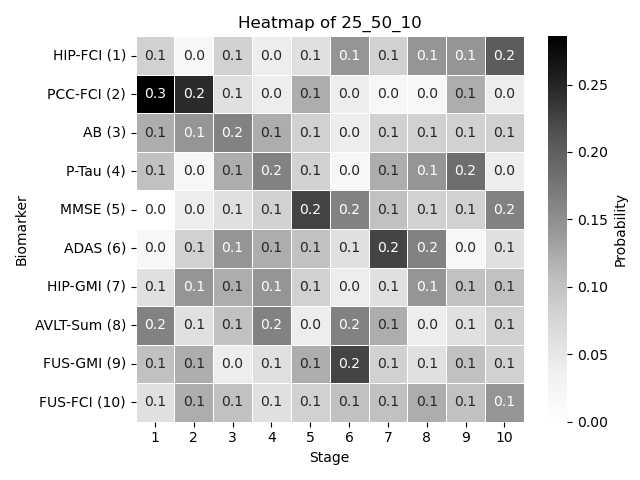 Heatmap of 25_50_10
HIP-FCI (1) 0.1 0.0 0.1 0.0 0.1 0.1 0.1 0.1 0.1 0.2
PCC-FCI (2) 0.3 0.2 0.1 0.0 0.1 0.0 0.0 0.0 0.1 0.0
AB (3) 0.1 0.1 0.2 0.1 0.1 0.0 0.1 0.1 0.1 0.1
P-Tau (4) 0.1 0.0 0.1 0.2 0.1 0.0 0.1 0.1 0.2 0.0
MMSE (5) 0.0 0.0 0.1 0.1 0.2 0.2 0.1 0.1 0.1 0.2
ADAS (6) 0.0 0.1 0.1 0.1 0.1 0.1 0.2 0.2 0.0 0.1
HIP-GMI (7) 0.1 0.1 0.1 0.1 0.1 0.0 0.1 0.1 0.1 0.1
AVLT-Sum (8) 0.2 0.1 0.1 0.2 0.0 0.2 0.1 0.0 0.1 0.1
FUS-GMI (9) 0.1 0.1 0.0 0.1 0.1 0.2 0.1 0.1 0.1 0.1
FUS-FCI (10) 0.1 0.1 0.1 0.1 0.1 0.1 0.1 0.1 0.1 0.1
1 2 3 4 5 6 7 8 9 10
Stage
Biomarker
0.25
0.20
0.15
0.10
0.05
0.00
Probability